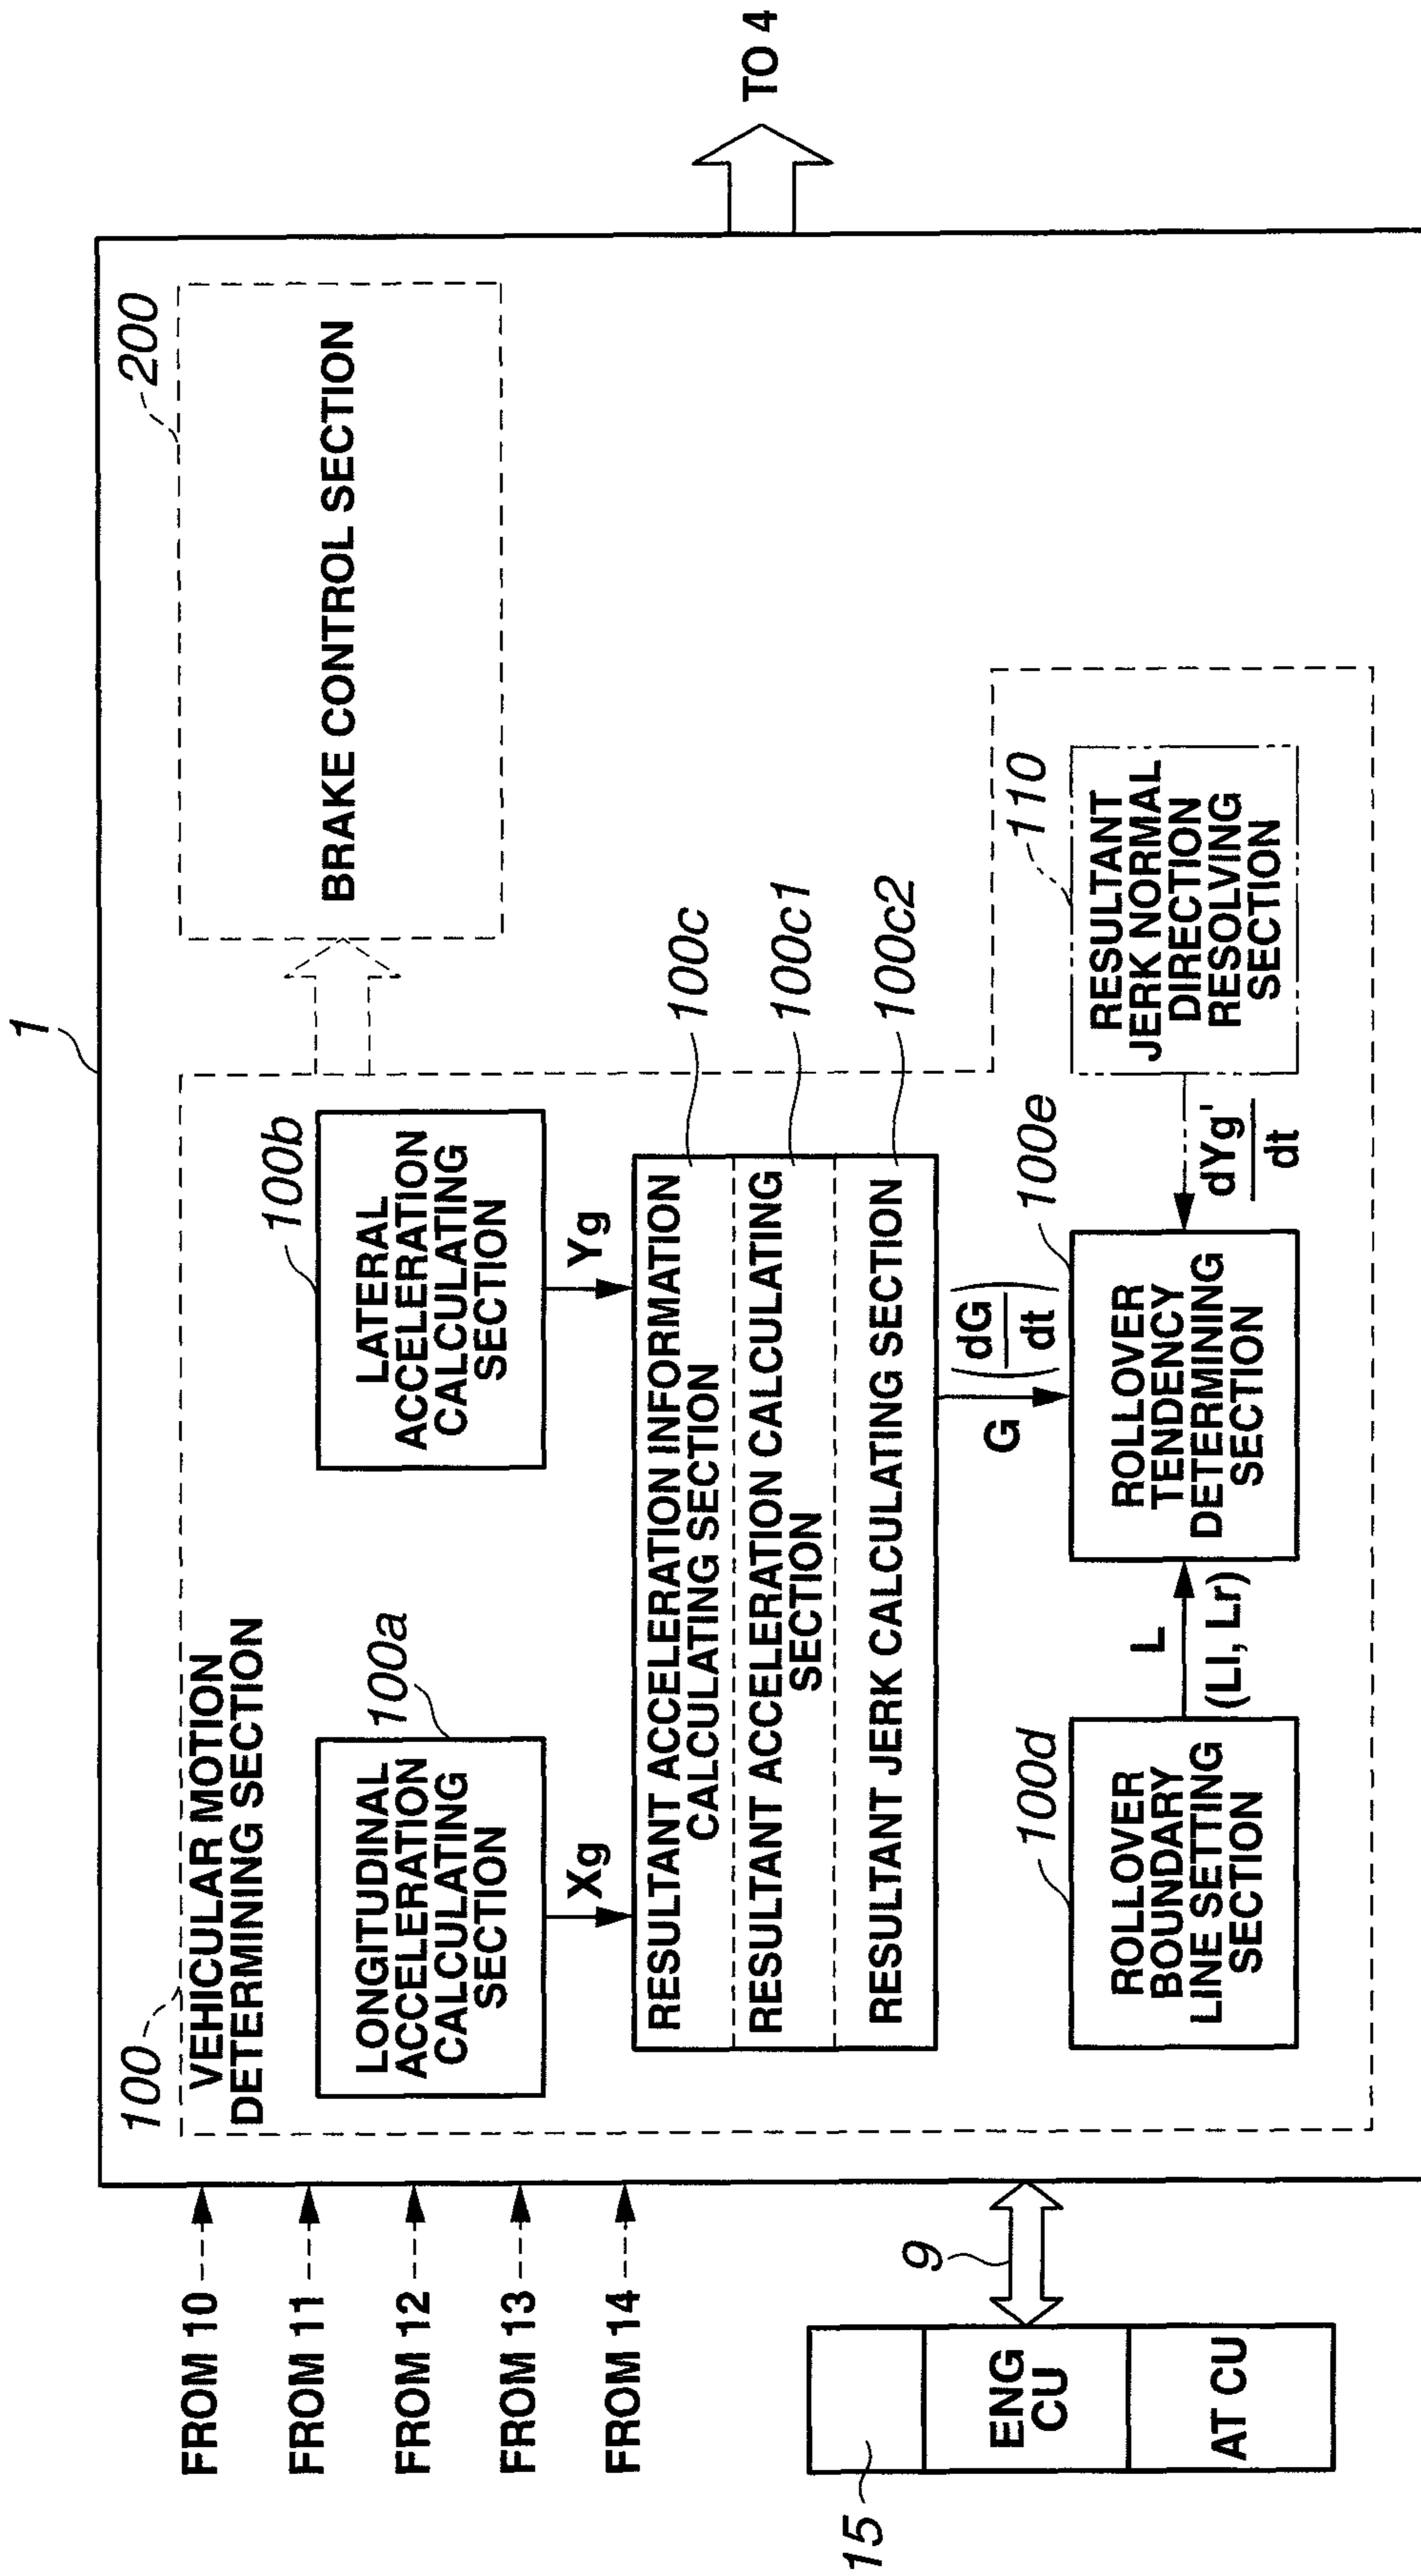 1
100
VEHICULAR MOTION
DETERMINING SECTION
200
BRAKE CONTROL SECTION
FROM 10
FROM 11
FROM 12
FROM 13
FROM 14
100a
LONGITUDINAL
ACCELERATION
CALCULATING
SECTION
100b
LATERAL
ACCELERATION
CALCULATING
SECTION
Xg
Yg
RESULTANT ACCELERATION INFORMATION
CALCULATING SECTION
100c
RESULTANT ACCELERATION CALCULATING
SECTION
100c1
RESULTANT JERK CALCULATING SECTION
100c2
TO 4
G
(dG
dt)
15
ENG
CU
AT CU
9
100d
ROLLOVER
BOUNDARY
LINE SETTING
SECTION
L
(Ll, Lr)
100e
ROLLOVER
TENDENCY
DETERMINING
SECTION
dYg'
dt
110
RESULTANT
JERK NORMAL
DIRECTION
RESOLVING
SECTION